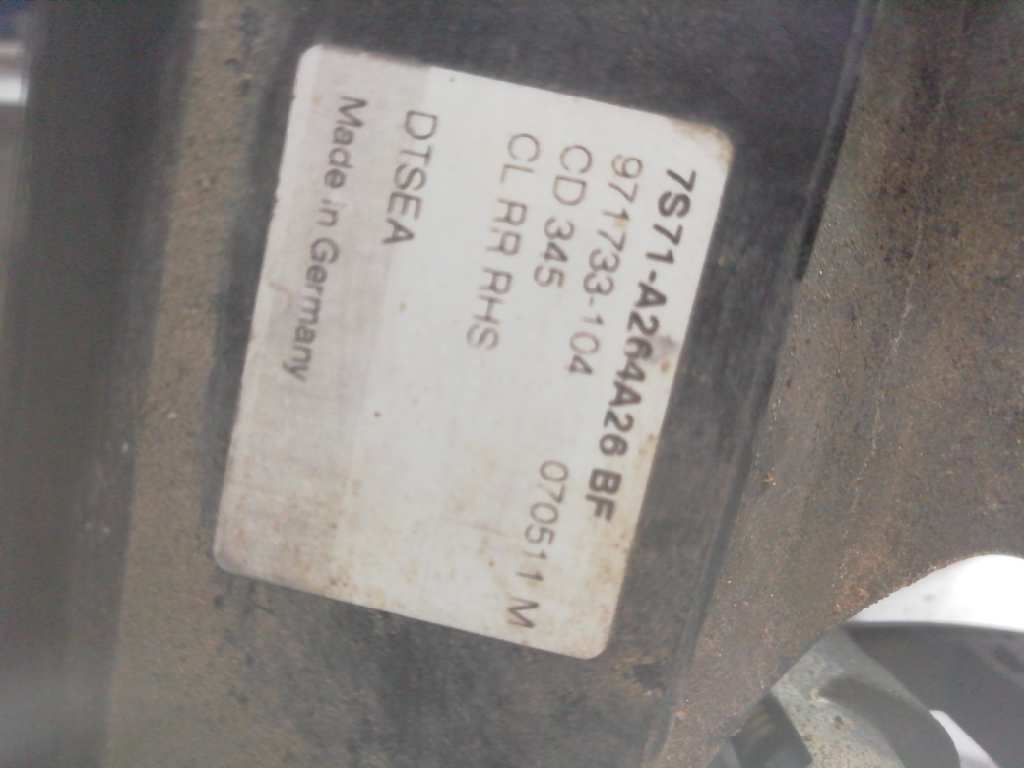 7S71-A264A26 BF
971733-104
CD 345 070511 M
CL RR RHS
DTSEA
Made in Germany